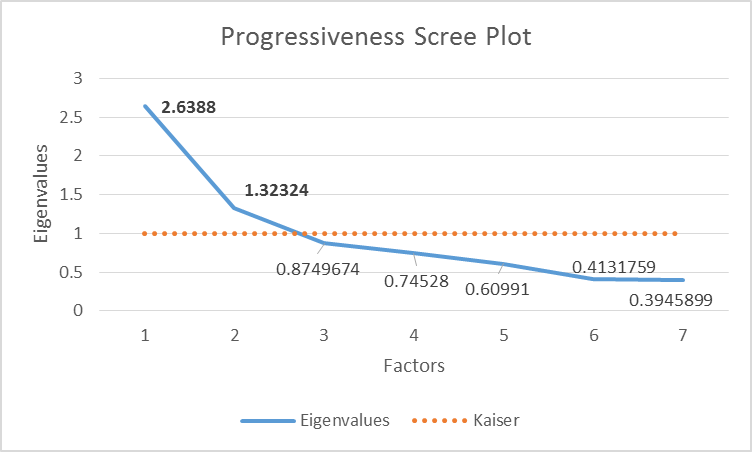 Progressiveness Scree Plot
3
2.5
2
1.5
1
0.5
0
Eigenvalues
2.6388
1.32324
0.8749674
0.74528
0.60991
0.4131759
0.3945899
1 2 3 4 5 6 7
Factors
Eigenvalues Kaiser